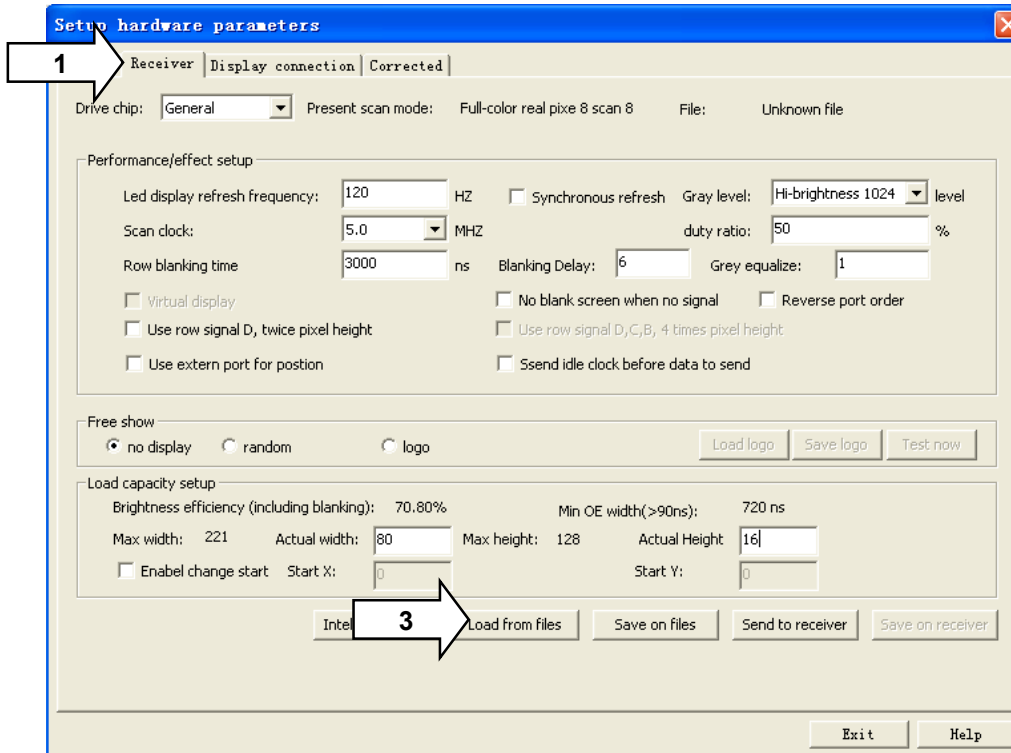 Setup hardware parameters
1
Receiver Display connection Corrected
Drive chip: General Present scan mode: Full-color real pixe 8 scan 8 File: Unknown file
Performance/effect setup
Led display refresh frequency: 120 HZ Synchronous refresh Gray level: Hi-brightness 1024 level
Scan clock: 5.0 MHZ duty ratio: 50 %
Row blanking time 3000 ns Blanking Delay: 6 Grey equalize: 1
Virtual display No blank screen when no signal Reverse port order
Use row signal D, twice pixel height Use row signal D,C,B, 4 times pixel height
Use extern port for postion Ssend idle clock before data to send
Free show
no display random logo Load logo Save logo Test now
Load capacity setup
Brightness efficiency (including blanking): 70.80% Min OE width(>90ns): 720 ns
Max width: 221 Actual width: 80 Max height: 128 Actual Height 16
Enabel change start Start X: 0 Start Y: 0
3 Load from files Save on files Send to receiver Save on receiver
Exit Help